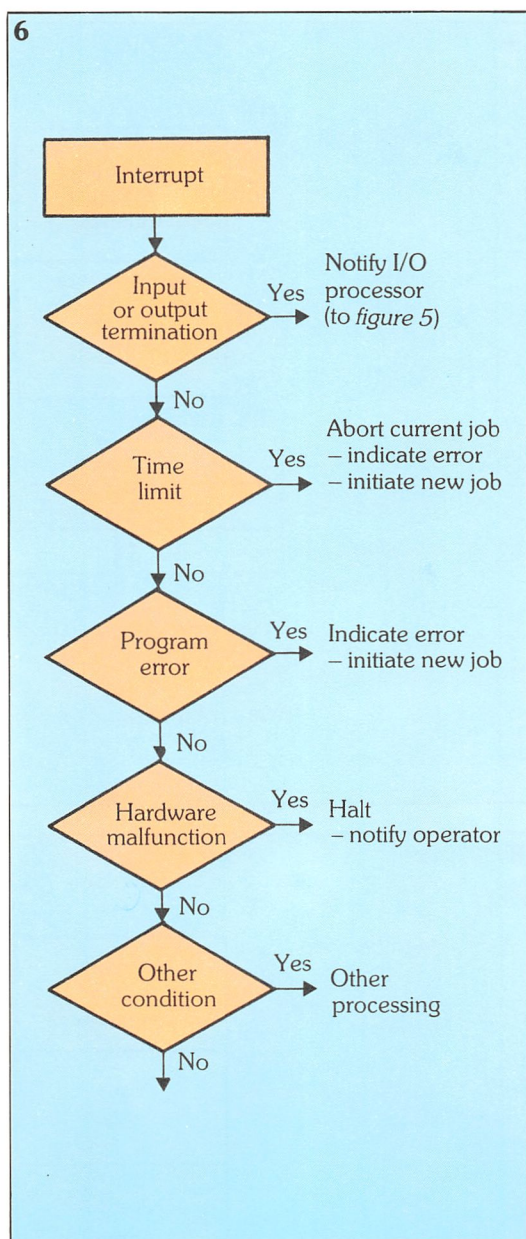 6
Interrupt
Input
or output
termination
Yes
Notify I/O
processor
(to figure 5)
No
Time
limit
Yes
Abort current job
– indicate error
– initiate new job
No
Program
error
Yes
Indicate error
– initiate new job
No
Hardware
malfunction
Yes
Halt
– notify operator
No
Other
condition
Yes
Other
processing
No